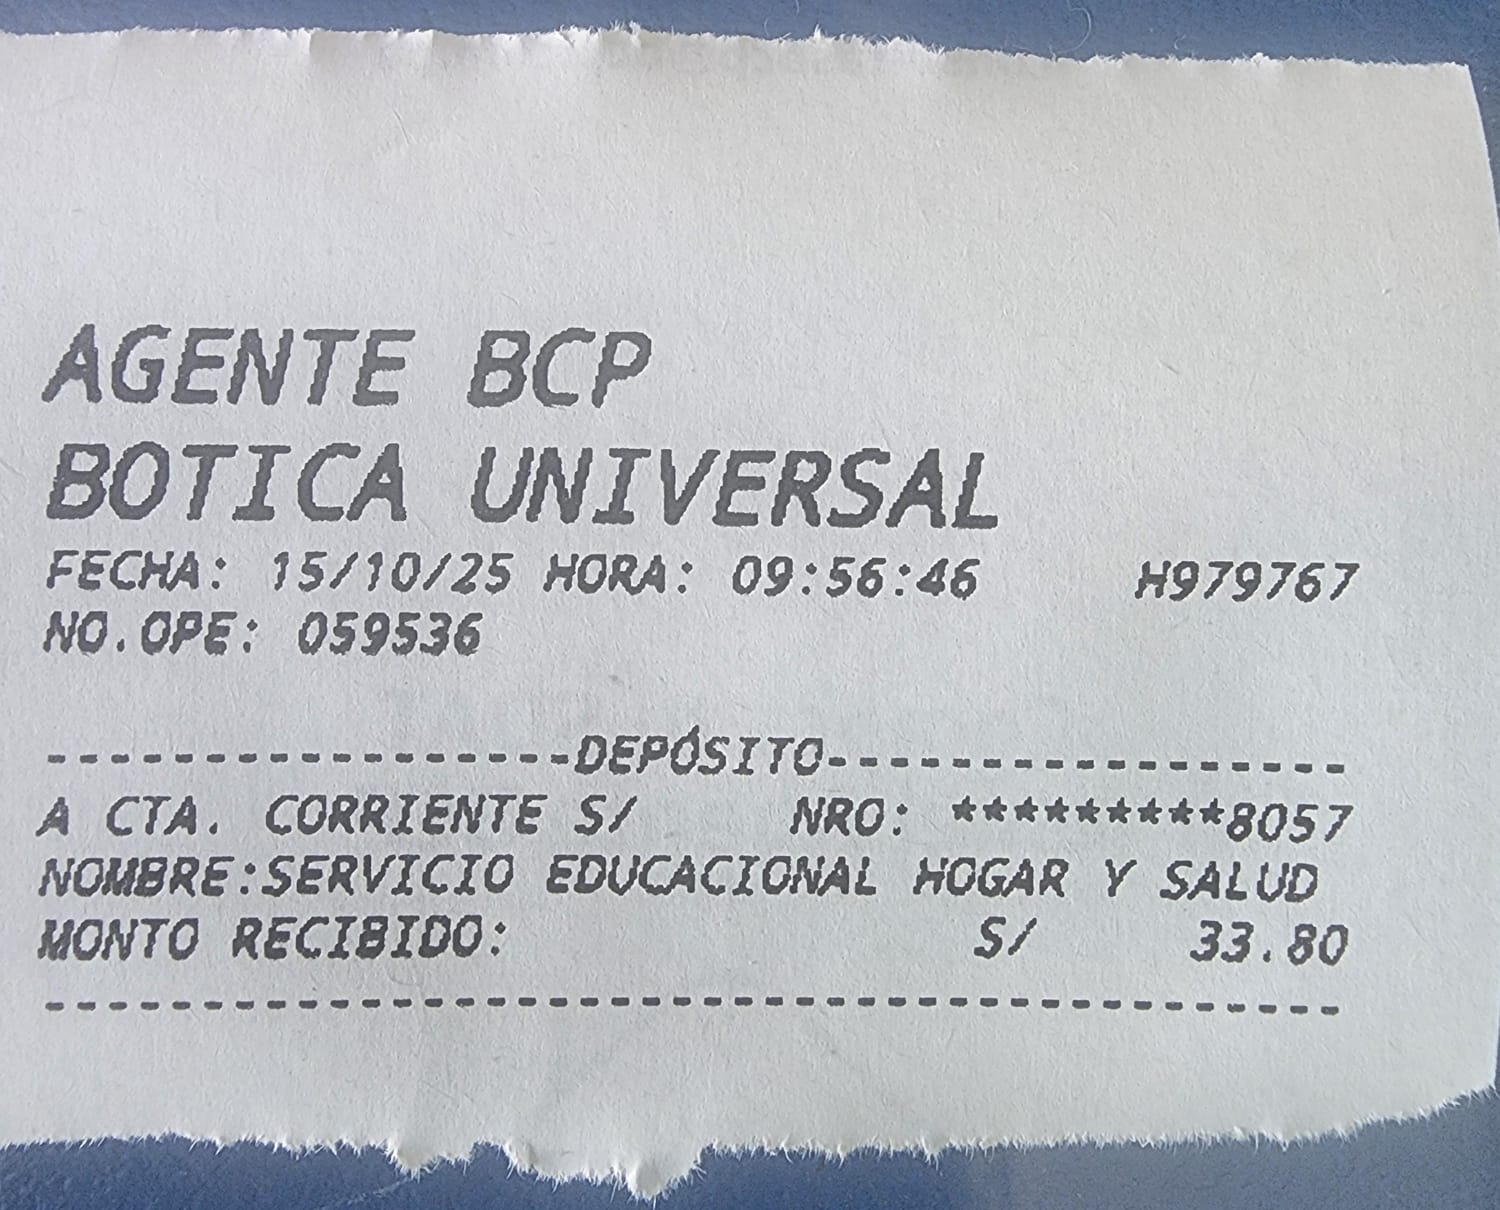 AGENTE BCP
BOTICA UNIVERSAL
FECHA: 15/10/25 HORA: 09:56:46 H979767
NO.OPE: 059536
-----------------DEPÓSITO-----------------
A CTA. CORRIENTE S/ NRO: *********8057
NOMBRE:SERVICIO EDUCACIONAL HOGAR Y SALUD
MONTO RECIBIDO: S/ 33.80
------------------------------------------